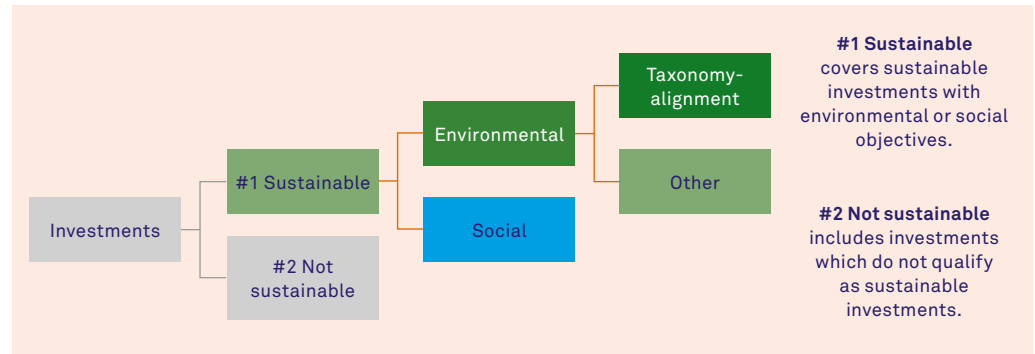 Investments
#1 Sustainable
#2 Not
sustainable
Environmental
Social
Taxonomy-
alignment
Other
#1 Sustainable
covers sustainable
investments with
environmental or social
objectives.
#2 Not sustainable
includes investments
which do not qualify
as sustainable
investments.